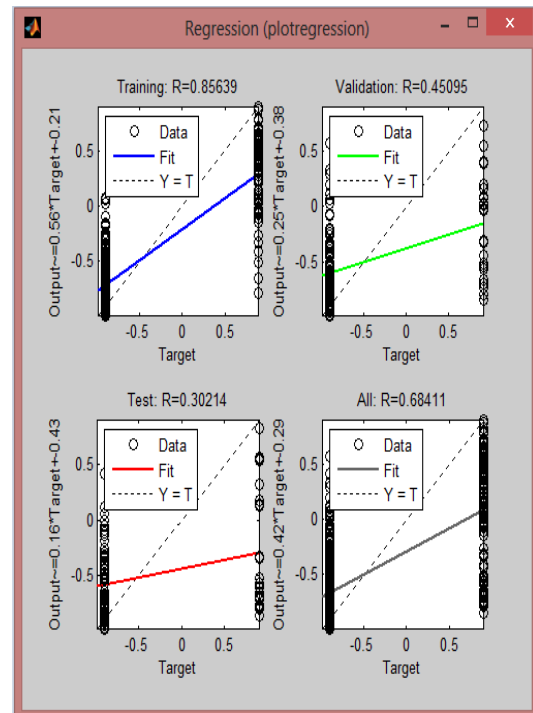 Regression (plotregression)
Training: R=0.85639
Output~=0.56*Target+-0.21
Data
Fit
Y = T
0.5
0
-0.5
-0.5 0 0.5
Target
Validation: R=0.45095
Output~=0.25*Target+-0.38
Data
Fit
Y = T
0.5
0
-0.5
-0.5 0 0.5
Target
Test: R=0.30214
Output~=0.16*Target+-0.43
Data
Fit
Y = T
0.5
0
-0.5
-0.5 0 0.5
Target
All: R=0.68411
Output~=0.42*Target+-0.29
Data
Fit
Y = T
0.5
0
-0.5
-0.5 0 0.5
Target